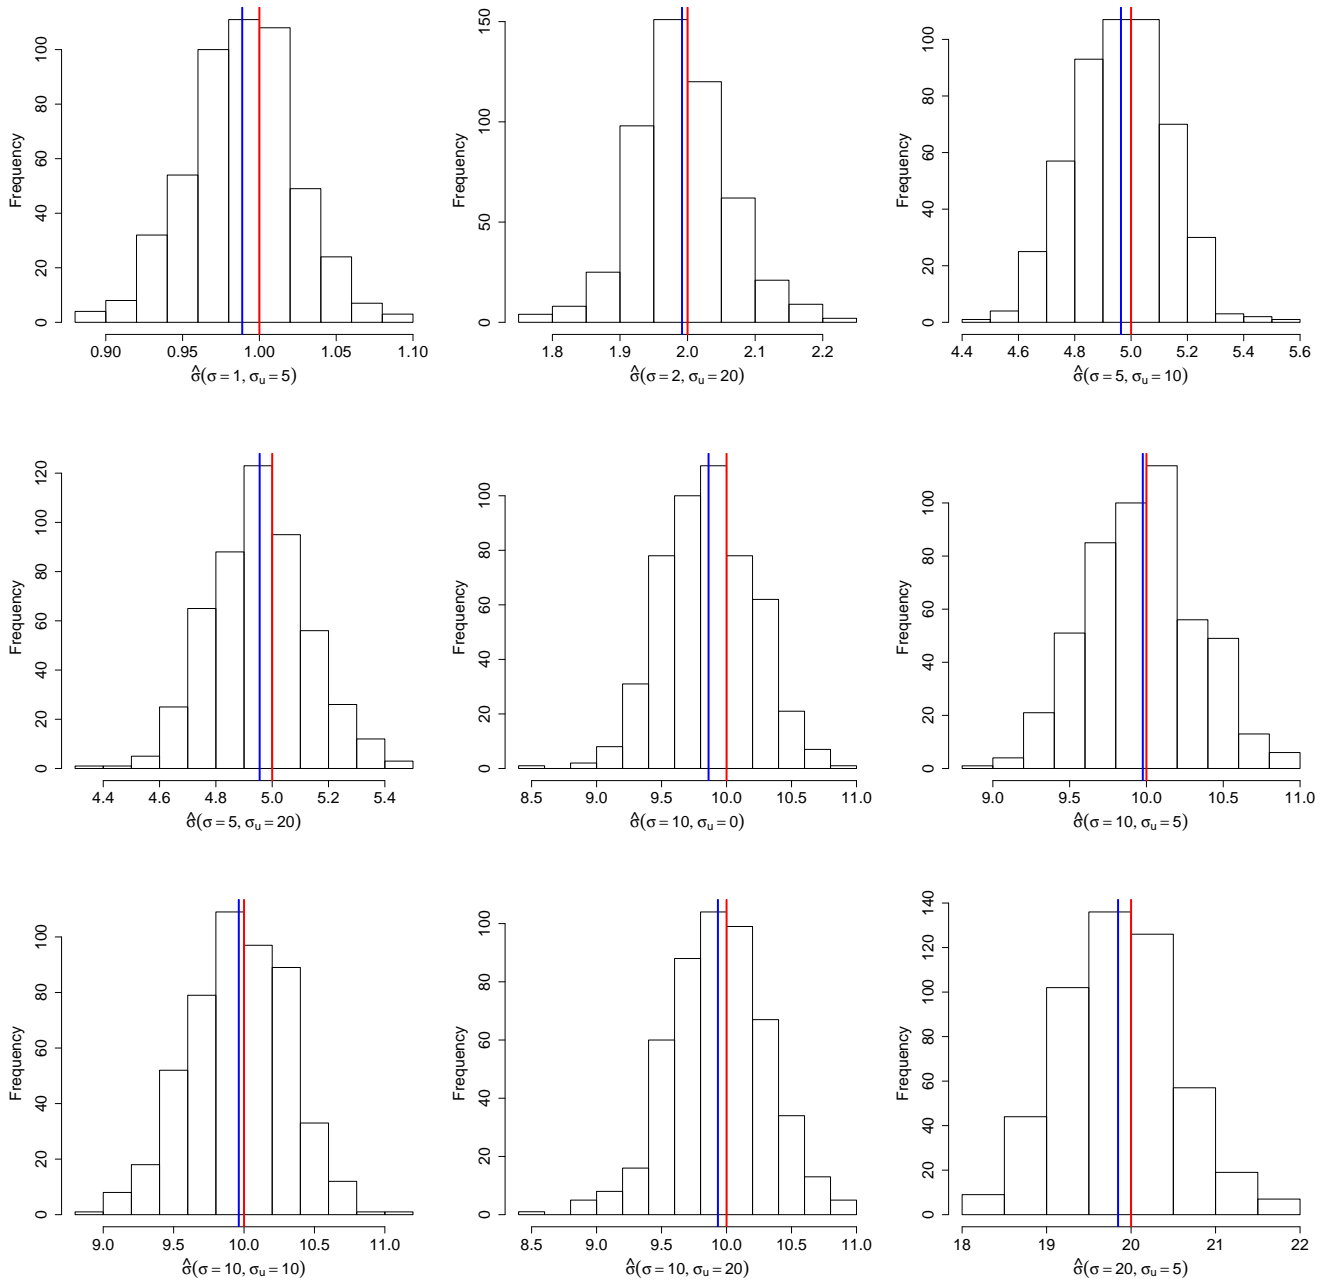 Frequency
0 20 40 60 80 100
0.90 0.95 1.00 1.05 1.10
σ̂(σ = 1, σu = 5)
Frequency
0 50 100 150
1.8 1.9 2.0 2.1 2.2
σ̂(σ = 2, σu = 20)
Frequency
0 20 40 60 80 100
4.4 4.6 4.8 5.0 5.2 5.4 5.6
σ̂(σ = 5, σu = 10)
Frequency
0 20 40 60 80 100 120
4.4 4.6 4.8 5.0 5.2 5.4
σ̂(σ = 5, σu = 20)
Frequency
0 20 40 60 80 100
8.5 9.0 9.5 10.0 10.5 11.0
σ̂(σ = 10, σu = 0)
Frequency
0 20 40 60 80 100
9.0 9.5 10.0 10.5 11.0
σ̂(σ = 10, σu = 5)
Frequency
0 20 40 60 80 100
9.0 9.5 10.0 10.5 11.0
σ̂(σ = 10, σu = 10)
Frequency
0 20 40 60 80 100
8.5 9.0 9.5 10.0 10.5 11.0
σ̂(σ = 10, σu = 20)
Frequency
0 20 40 60 80 100 120 140
18 19 20 21 22
σ̂(σ = 20, σu = 5)